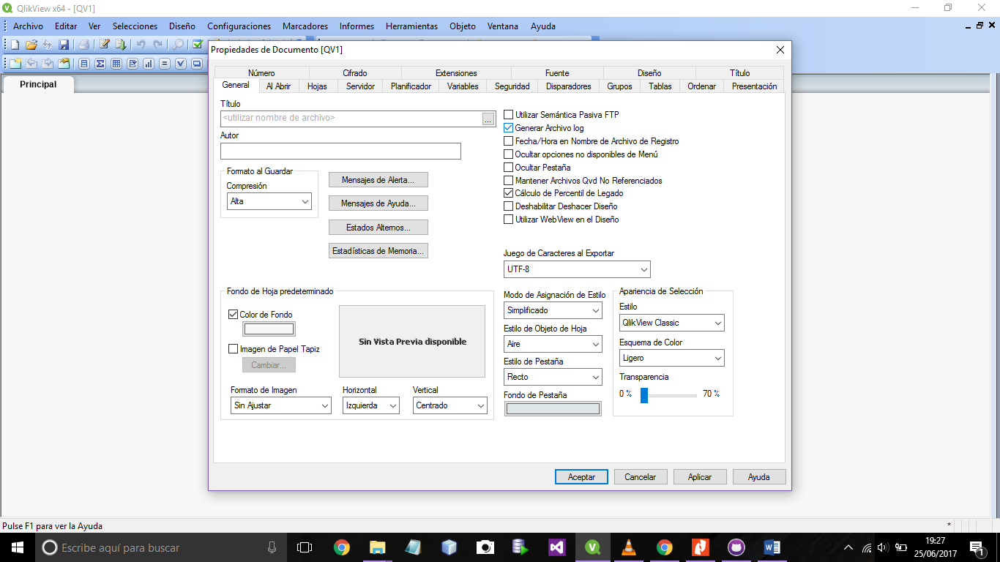 QlikView x64 - [QV1]
Archivo Editar Ver Selecciones Diseño Configuraciones Marcadores Informes Herramientas Objeto Ventana Ayuda
Principal
Propiedades de Documento [QV1]
Número Cifrado Extensiones Fuente Diseño Título
General Al Abrir Hojas Servidor Planificador Variables Seguridad Disparadores Grupos Tablas Ordenar Presentación
Título
<utilizar nombre de archivo>
...
Autor
Formato al Guardar
Compresión
Alta
Mensajes de Alerta...
Mensajes de Ayuda...
Estados Alternos...
Estadísticas de Memoria...
Utilizar Semántica Pasiva FTP
Generar Archivo log
Fecha/Hora en Nombre de Archivo de Registro
Ocultar opciones no disponibles de Menú
Ocultar Pestaña
Mantener Archivos Qvd No Referenciados
Cálculo de Percentil de Legado
Deshabilitar Deshacer Diseño
Utilizar WebView en el Diseño
Juego de Caracteres al Exportar
UTF-8
Fondo de Hoja predeterminado
Color de Fondo
Imagen de Papel Tapiz
Cambiar...
Sin Vista Previa disponible
Formato de Imagen
Sin Ajustar
Horizontal
Izquierda
Vertical
Centrado
Modo de Asignación de Estilo
Simplificado
Estilo de Objeto de Hoja
Aire
Estilo de Pestaña
Recto
Fondo de Pestaña
Apariencia de Selección
Estilo
QlikView Classic
Esquema de Color
Ligero
Transparencia
0 % 70 %
Aceptar Cancelar Aplicar Ayuda
Pulse F1 para ver la Ayuda
*
Escribe aquí para buscar
19:27
25/06/2017
1